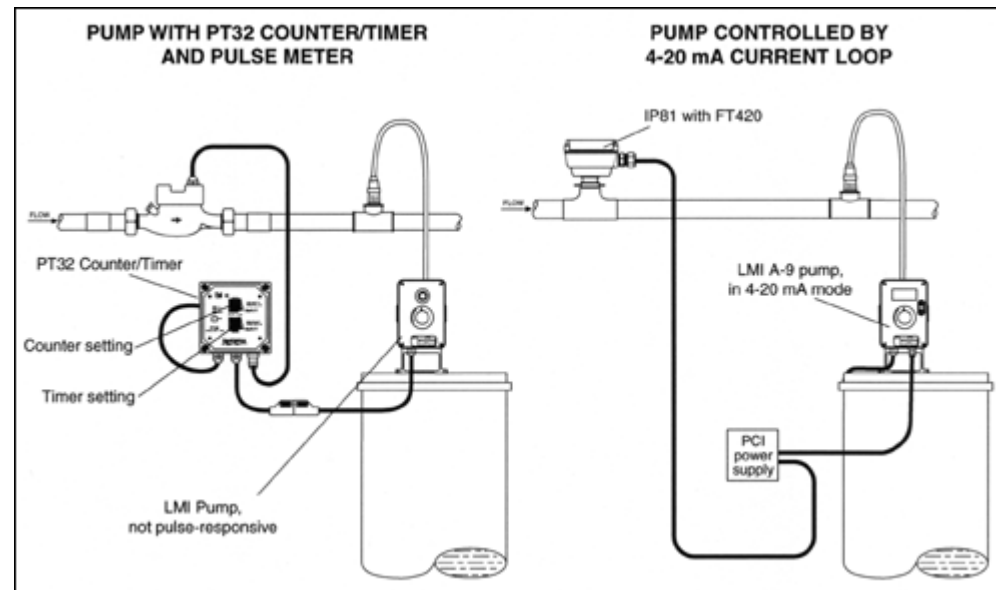 PUMP WITH PT32 COUNTER/TIMER
AND PULSE METER
FLOW
PT32 Counter/Timer
Counter setting
Timer setting
LMI Pump,
not pulse-responsive
PUMP CONTROLLED BY
4-20 mA CURRENT LOOP
IP81 with FT420
FLOW
LMI A-9 pump,
in 4-20 mA mode
PCI
power
supply